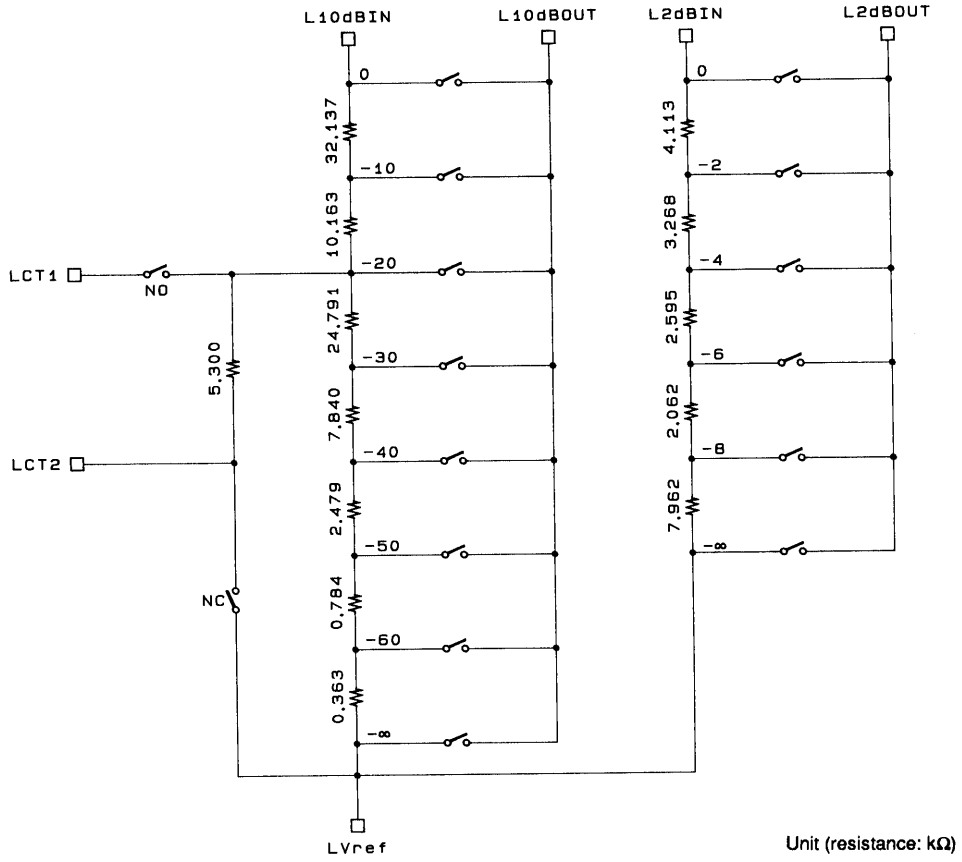 L10dBIN L10dBOUT L2dBIN L2dBOUT
0 0
32.137 4.113
-10 -2
10.163 3.268
LCT1 NO -20 -4
24.791 2.595
5.300 -30 -6
7.840 2.062
LCT2 -40 -8
2.479 7.962
-50 -∞
NC 0.784
-60
0.363
-∞
LVref
Unit (resistance: kΩ)